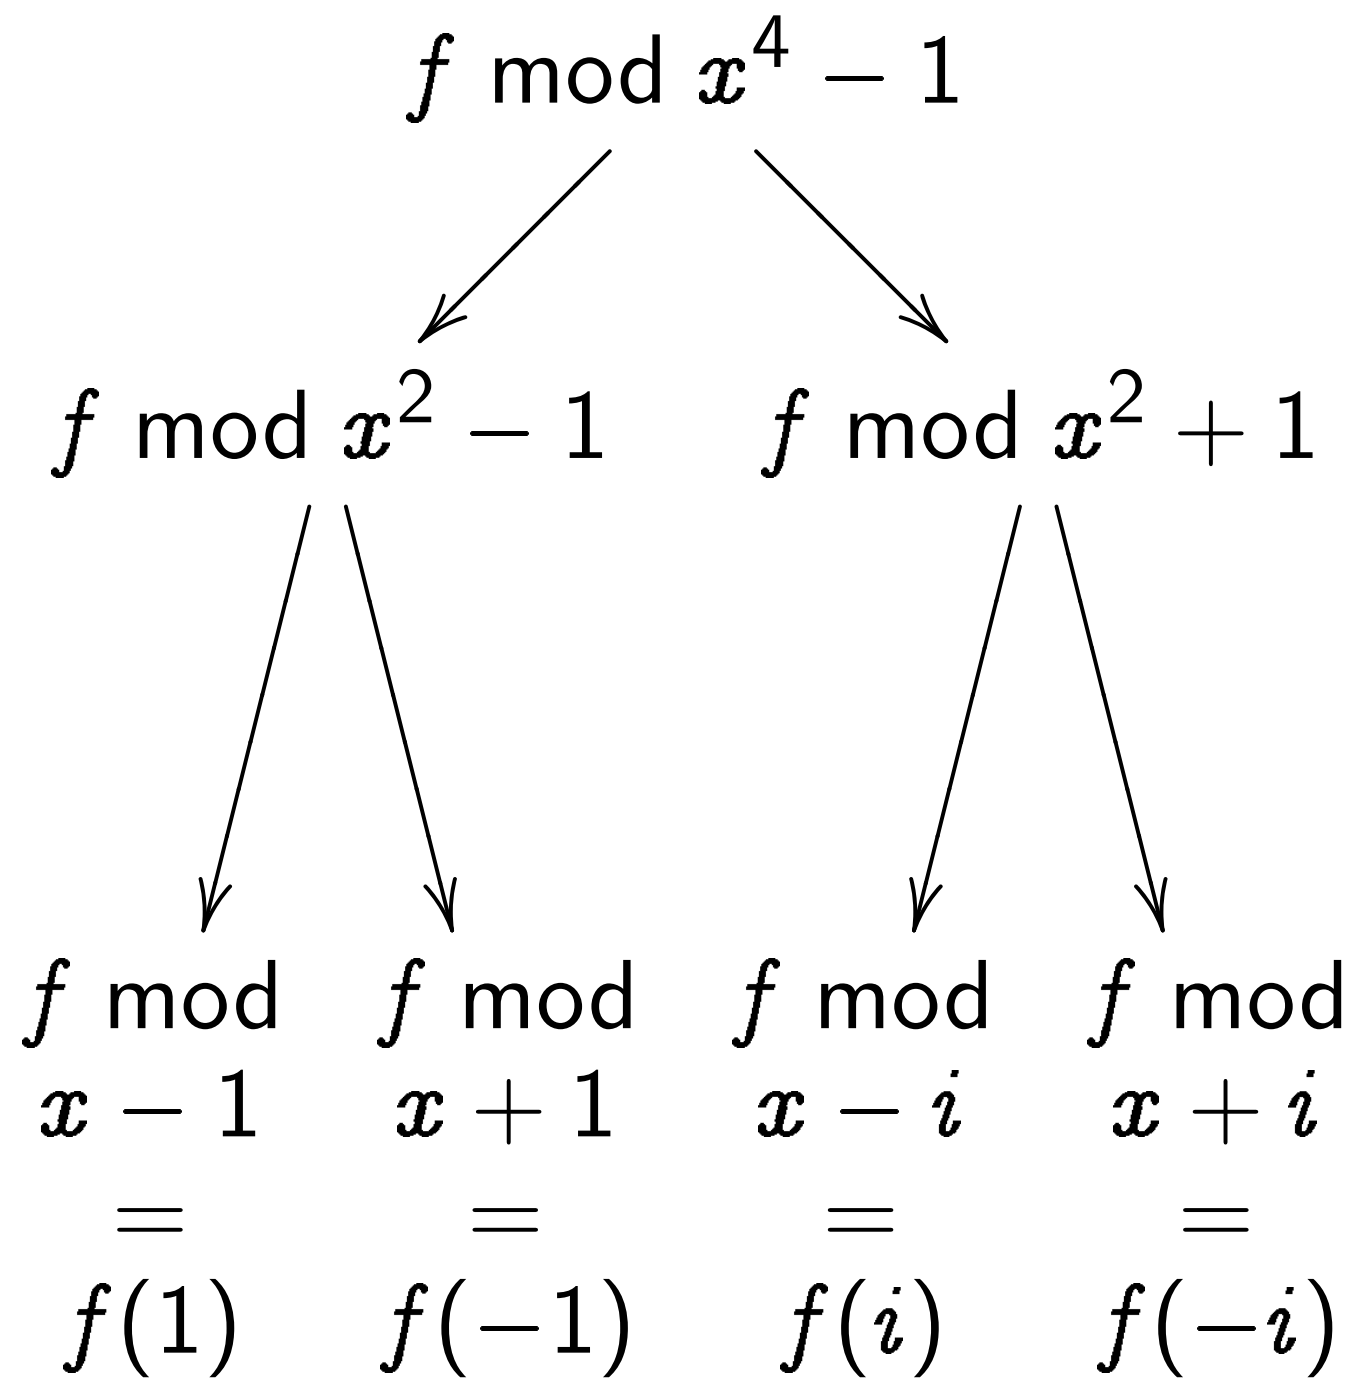 f mod x⁴ − 1
f mod x² − 1 f mod x² + 1
f mod f mod f mod f mod
x − 1 x + 1 x − i x + i
= = = =
f(1) f(−1) f(i) f(−i)